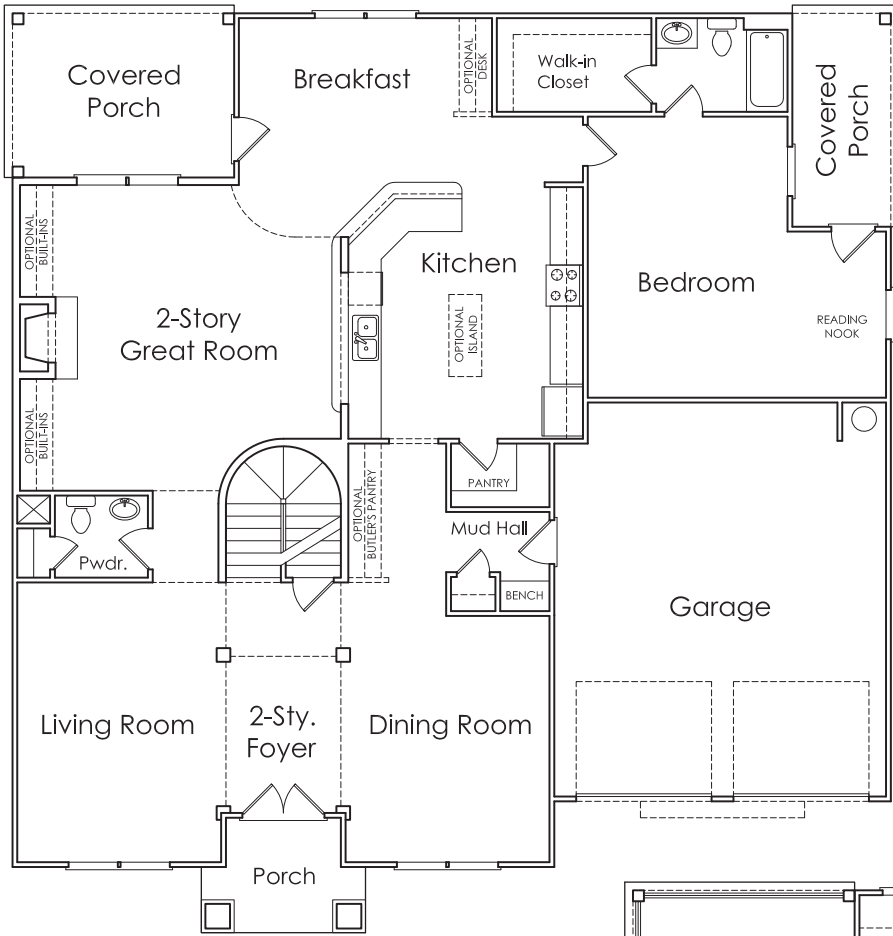 Covered
Porch
Breakfast
OPTIONAL
DESK
Walk-in
Closet
Covered
Porch
OPTIONAL
BUILT-INS
Kitchen
Bedroom
2-Story
Great Room
OPTIONAL
ISLAND
READING
NOOK
OPTIONAL
BUILT-INS
PANTRY
OPTIONAL
BUTLER'S PANTRY
Mud Hall
Pwdr.
BENCH
Garage
Living Room
2-Sty.
Foyer
Dining Room
Porch